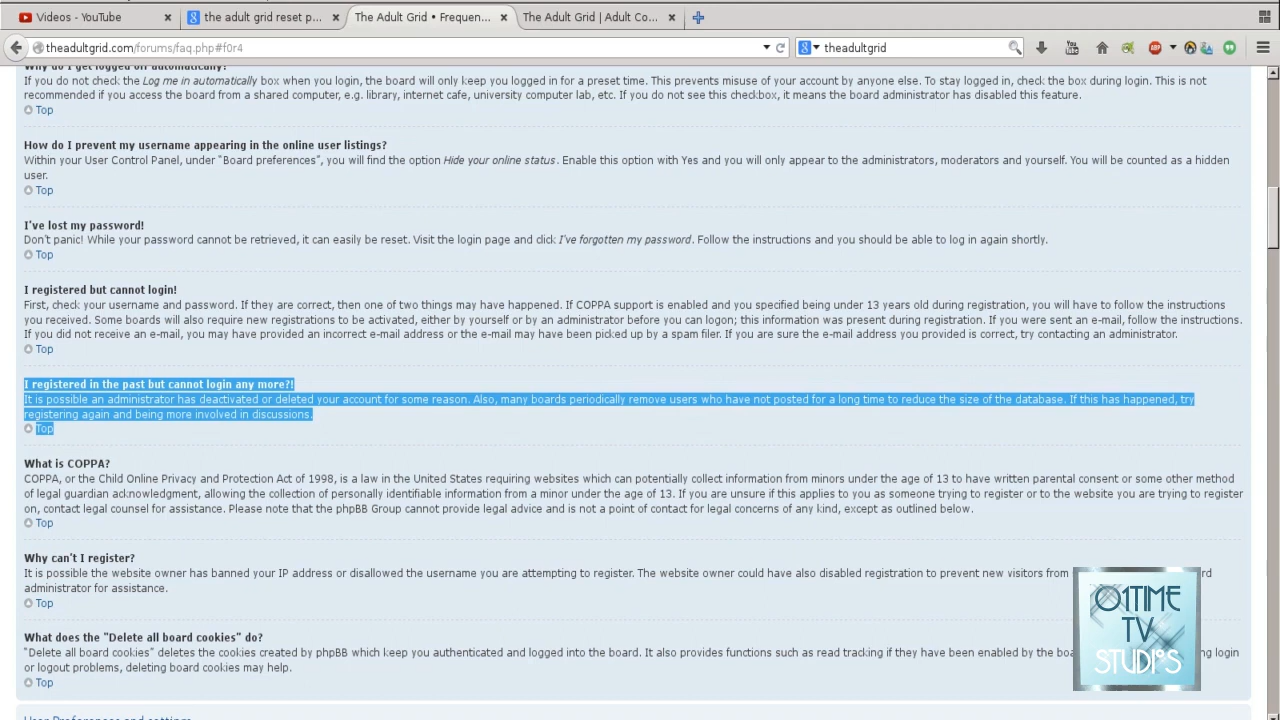 Videos - YouTube
the adult grid reset p...
The Adult Grid • Frequen...
The Adult Grid | Adult Co...
theadultgrid.com/forums/faq.php#f0r4
theadultgrid
Why do I get logged off automatically?
If you do not check the Log me in automatically box when you login, the board will only keep you logged in for a preset time. This prevents misuse of your account by anyone else. To stay logged in, check the box during login. This is not
recommended if you access the board from a shared computer, e.g. library, internet cafe, university computer lab, etc. If you do not see this checkbox, it means the board administrator has disabled this feature.
Top
How do I prevent my username appearing in the online user listings?
Within your User Control Panel, under “Board preferences”, you will find the option Hide your online status. Enable this option with Yes and you will only appear to the administrators, moderators and yourself. You will be counted as a hidden
user.
Top
I’ve lost my password!
Don’t panic! While your password cannot be retrieved, it can easily be reset. Visit the login page and click I’ve forgotten my password. Follow the instructions and you should be able to log in again shortly.
Top
I registered but cannot login!
First, check your username and password. If they are correct, then one of two things may have happened. If COPPA support is enabled and you specified being under 13 years old during registration, you will have to follow the instructions
you received. Some boards will also require new registrations to be activated, either by yourself or by an administrator before you can logon; this information was present during registration. If you were sent an e-mail, follow the instructions.
If you did not receive an e-mail, you may have provided an incorrect e-mail address or the e-mail may have been picked up by a spam filer. If you are sure the e-mail address you provided is correct, try contacting an administrator.
Top
I registered in the past but cannot login any more?!
It is possible an administrator has deactivated or deleted your account for some reason. Also, many boards periodically remove users who have not posted for a long time to reduce the size of the database. If this has happened, try
registering again and being more involved in discussions.
Top
What is COPPA?
COPPA, or the Child Online Privacy and Protection Act of 1998, is a law in the United States requiring websites which can potentially collect information from minors under the age of 13 to have written parental consent or some other method
of legal guardian acknowledgment, allowing the collection of personally identifiable information from a minor under the age of 13. If you are unsure if this applies to you as someone trying to register or to the website you are trying to register
on, contact legal counsel for assistance. Please note that the phpBB Group cannot provide legal advice and is not a point of contact for legal concerns of any kind, except as outlined below.
Top
Why can’t I register?
It is possible the website owner has banned your IP address or disallowed the username you are attempting to register. The website owner could have also disabled registration to prevent new visitors from
administrator for assistance.
Top
What does the “Delete all board cookies” do?
“Delete all board cookies” deletes the cookies created by phpBB which keep you authenticated and logged into the board. It also provides functions such as read tracking if they have been enabled by the
or logout problems, deleting board cookies may help.
Top
User Preferences and settings
O1TIME
TV
STUDI'S